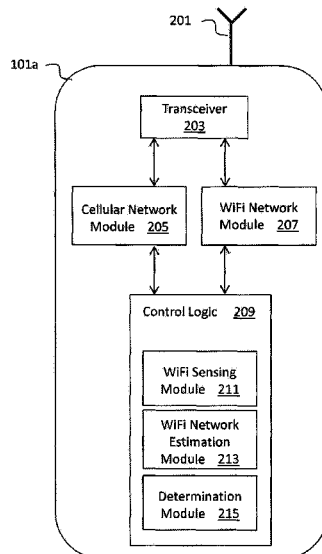 201
101a
Transceiver
203
Cellular Network
Module 205
WiFi Network
Module 207
Control Logic 209
WiFi Sensing
Module 211
WiFi Network
Estimation
Module 213
Determination
Module 215